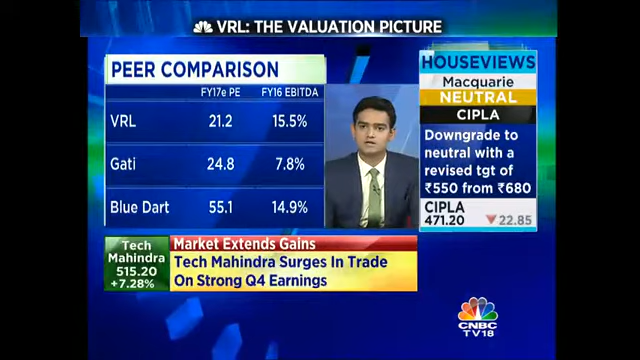 VRL: THE VALUATION PICTURE
PEER COMPARISON
FY17e PE FY16 EBITDA
VRL 21.2 15.5%
Gati 24.8 7.8%
Blue Dart 55.1 14.9%
HOUSEVIEWS
Macquarie
NEUTRAL
CIPLA
Downgrade to
neutral with a
revised tgt of
₹550 from ₹680
CIPLA
471.20 ▼22.85
Tech
Mahindra
515.20
+7.28%
Market Extends Gains
Tech Mahindra Surges In Trade
On Strong Q4 Earnings
CNBC
TV18